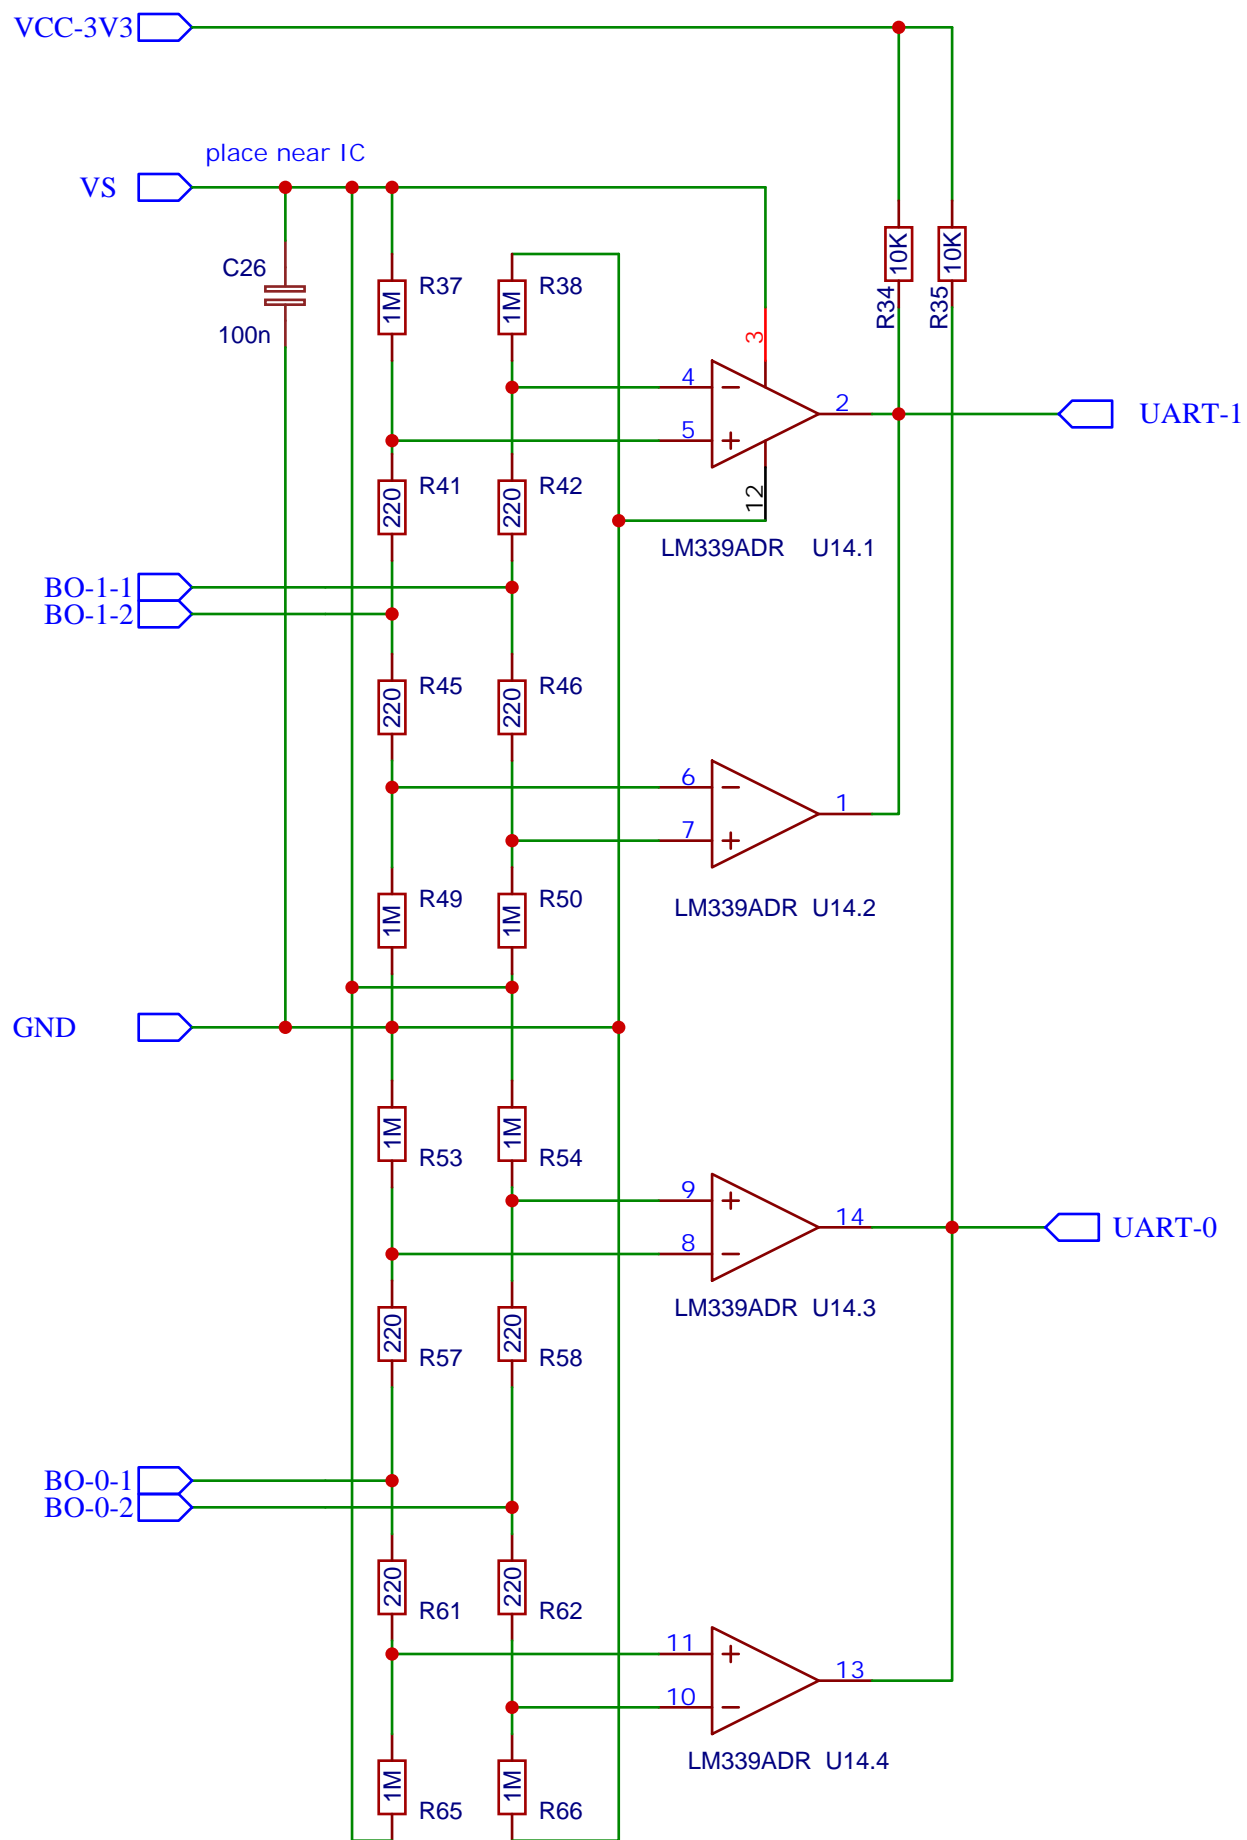 VCC-3V3
place near IC
VS
C26
100n
R37
1M
R38
1M
10K
R34
10K
R35
3
4
5
2
12
UART-1
R41
220
R42
220
LM339ADR U14.1
BO-1-1
BO-1-2
R45
220
R46
220
6
7
1
R49
1M
R50
1M
LM339ADR U14.2
GND
R53
1M
R54
1M
9
8
14
UART-0
LM339ADR U14.3
R57
220
R58
220
BO-0-1
BO-0-2
R61
220
R62
220
11
10
13
LM339ADR U14.4
R65
1M
R66
1M